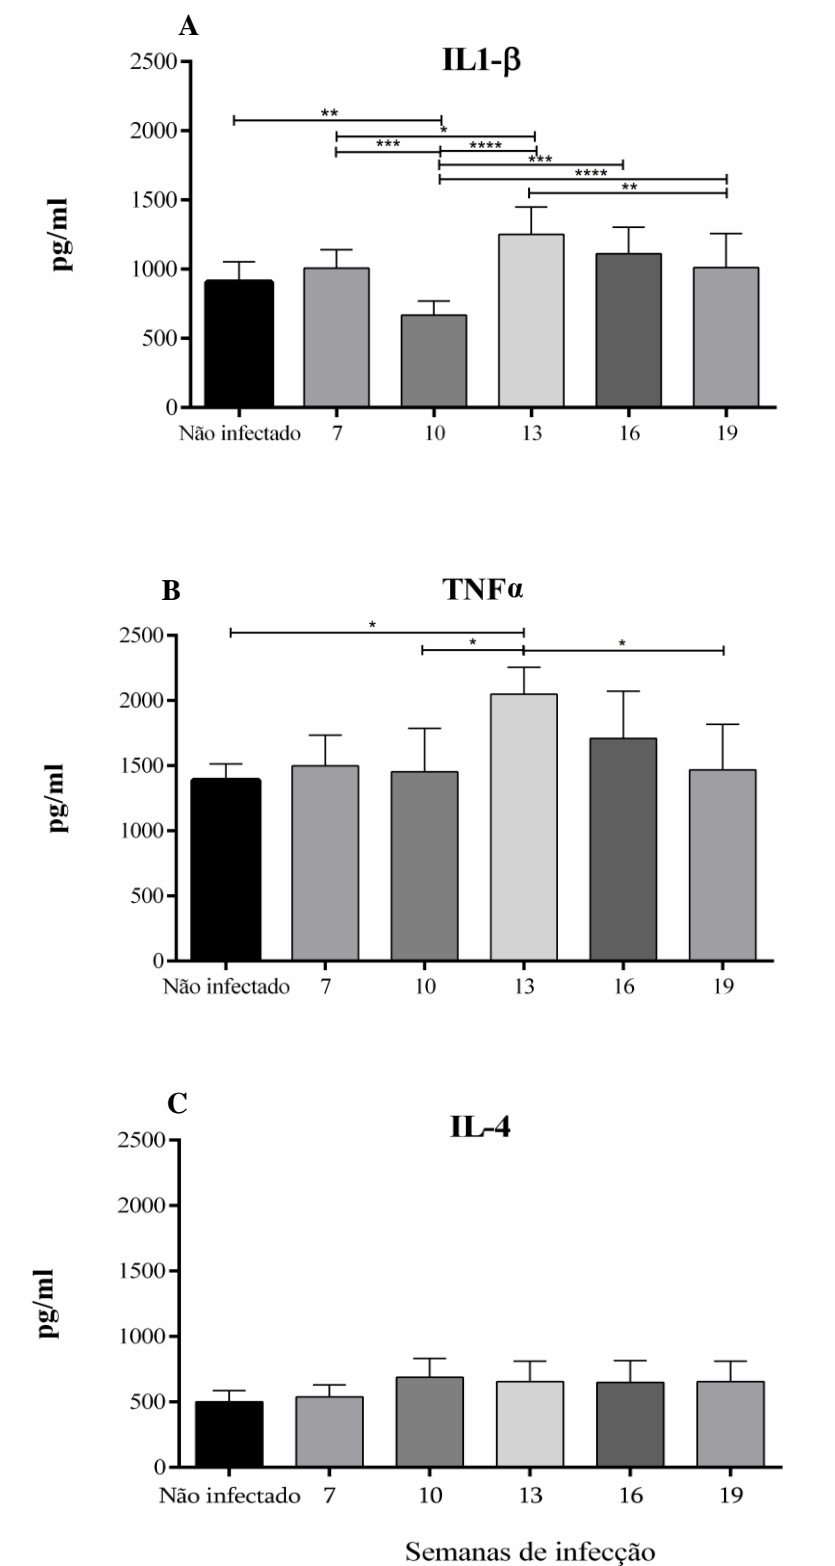 A
IL1-β
2500
2000
1500
1000
500
0
pg/ml
**
*
*** ****
***
****
**
Não infectado 7 10 13 16 19
B
TNFα
2500
2000
1500
1000
500
0
pg/ml
*
* *
Não infectado 7 10 13 16 19
C
IL-4
2500
2000
1500
1000
500
0
pg/ml
Não infectado 7 10 13 16 19
Semanas de infecção